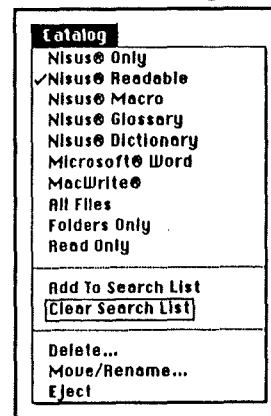 Catalog
Nisus® Only
✓Nisus® Readable
Nisus® Macro
Nisus® Glossary
Nisus® Dictionary
Microsoft® Word
MacWrite®
All Files
Folders Only
Read Only
Add To Search List
Clear Search List
Delete...
Move/Rename...
Eject